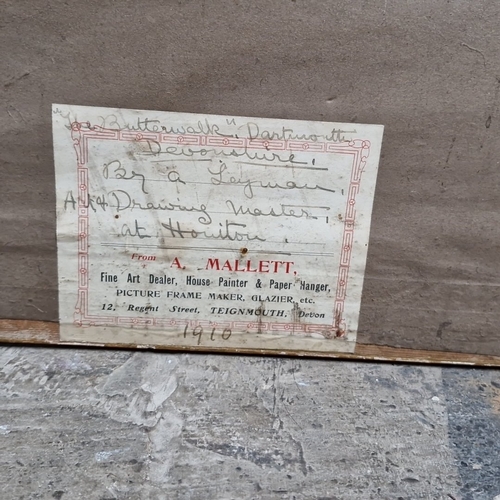 "The Butterwalk", Dartmouth
Devonshire.
By A Leyman,
Art & Drawing Master,
at Honiton.
From A. MALLETT,
Fine Art Dealer, House Painter & Paper Hanger,
PICTURE FRAME MAKER, GLAZIER, etc.
12, Regent Street, TEIGNMOUTH, Devon
1910